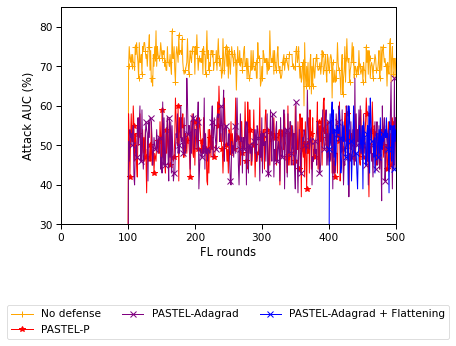 80
70
60
50
40
30
Attack AUC (%)
0 100 200 300 400 500
FL rounds
No defense PASTEL-Adagrad PASTEL-Adagrad + Flattening
PASTEL-P